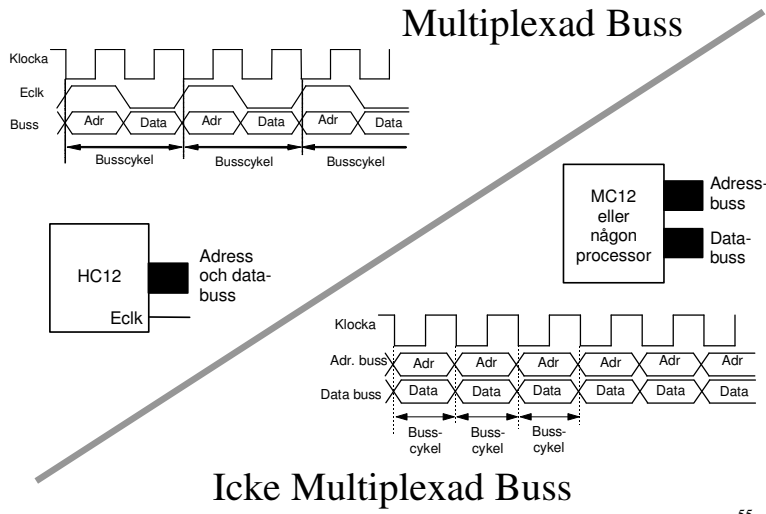 Multiplexad Buss
Klocka
Eclk
Buss
Adr Data Adr Data Adr Data
Busscykel Busscykel Busscykel
HC12
Eclk
Adress
och data-
buss
MC12
eller
någon
processor
Adress-
buss
Data-
buss
Klocka
Adr. buss
Adr Adr Adr Adr Adr Adr
Data buss
Data Data Data Data Data Data
Buss-
cykel
Buss-
cykel
Buss-
cykel
Icke Multiplexad Buss
55